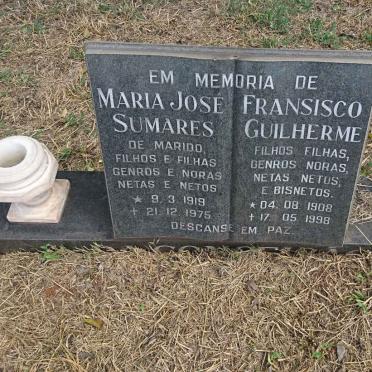 EM MEMORIA DE
MARIA JOSE
SUMARES
DE MARIDO,
FILHOS E FILHAS
GENROS E NORAS
NETAS E NETOS
* 9.3 1919
+ 21.12 1975
FRANSISCO
GUILHERME
FILHOS FILHAS,
GENROS NORAS,
NETAS NETOS,
E BISNETOS.
* 04.08 1908
+ 17.05 1998
DESCANSE EM PAZ.